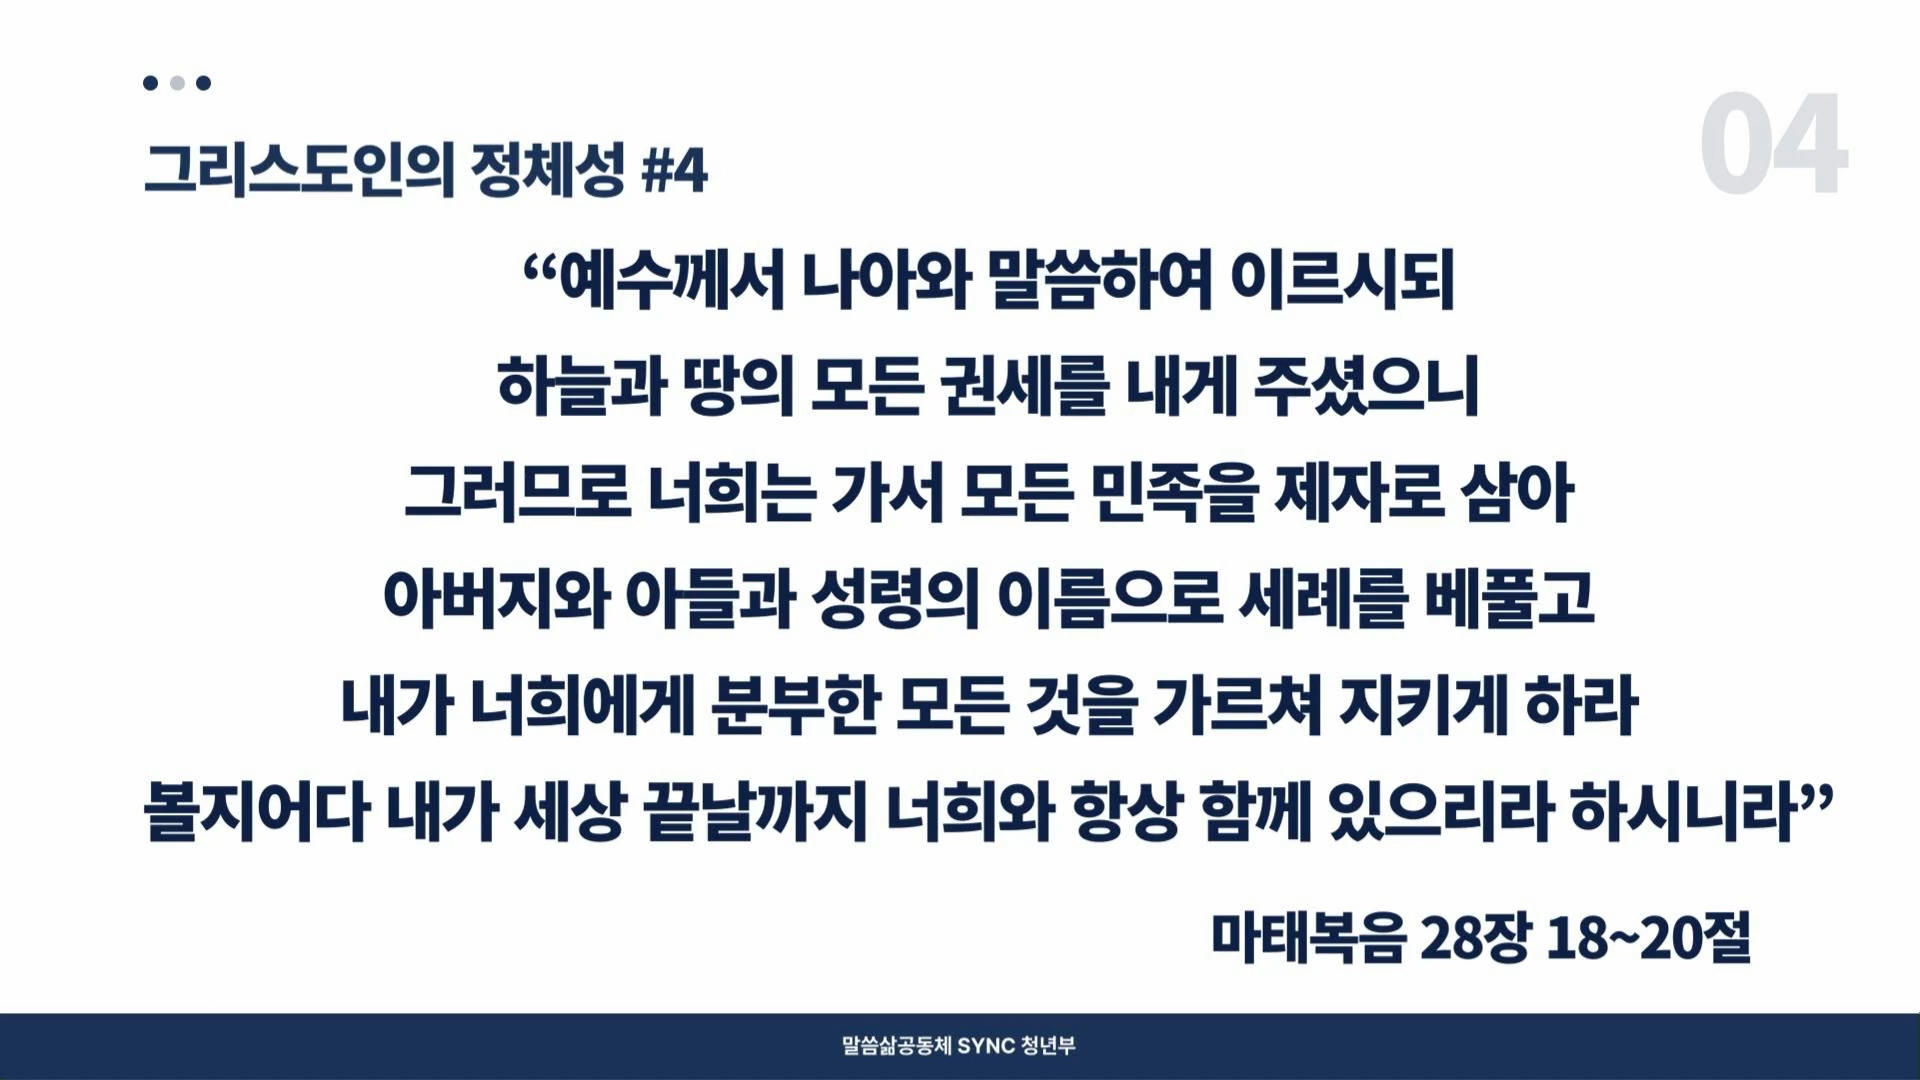 04
그리스도인의 정체성 #4
“예수께서 나아와 말씀하여 이르시되
하늘과 땅의 모든 권세를 내게 주셨으니
그러므로 너희는 가서 모든 민족을 제자로 삼아
아버지와 아들과 성령의 이름으로 세례를 베풀고
내가 너희에게 분부한 모든 것을 가르쳐 지키게 하라
볼지어다 내가 세상 끝날까지 너희와 항상 함께 있으리라 하시니라”
마태복음 28장 18~20절
말씀삶공동체 SYNC 청년부